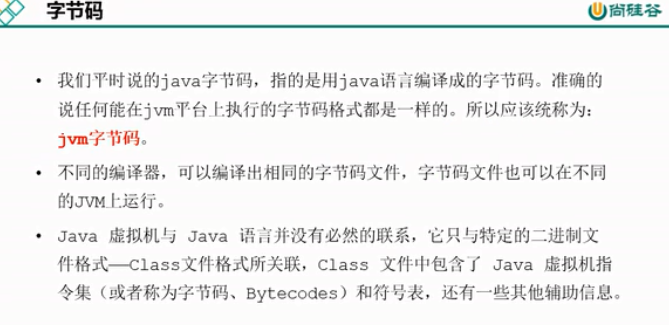 字节码
尚硅谷
• 我们平时说的java字节码，指的是用java语言编译成的字节码。准确的
说任何能在jvm平台上执行的字节码格式都是一样的。所以应该统称为：
jvm字节码。
• 不同的编译器，可以编译出相同的字节码文件，字节码文件也可以在不同
的JVM上运行。
• Java 虚拟机与 Java 语言并没有必然的联系，它只与特定的二进制文
件格式——Class文件格式所关联，Class 文件中包含了 Java 虚拟机指
令集（或者称为字节码、Bytecodes）和符号表，还有一些其他辅助信息。